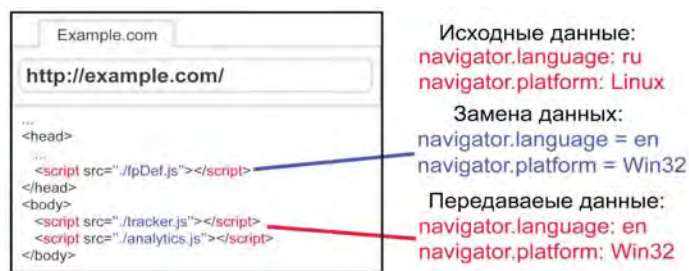 Example.com
http://example.com/
...
<head>
...
<script src="./fpDef.js"></script>
</head>
<body>
<script src="./tracker.js"></script>
<script src="./analytics.js"></script>
</body>
Исходные данные:
navigator.language: ru
navigator.platform: Linux
Замена данных:
navigator.language = en
navigator.platform = Win32
Передаваеые данные:
navigator.language: en
navigator.platform: Win32